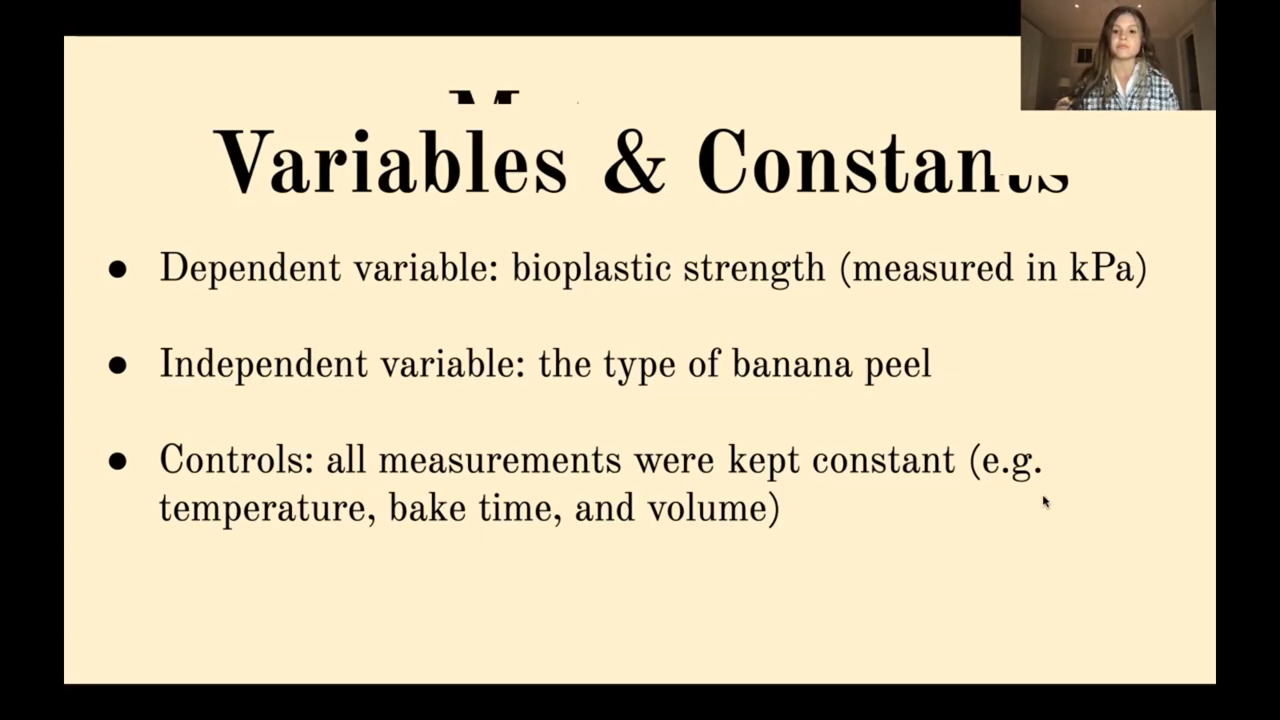 Variables & Constants
● Dependent variable: bioplastic strength (measured in kPa)
● Independent variable: the type of banana peel
● Controls: all measurements were kept constant (e.g.
temperature, bake time, and volume)